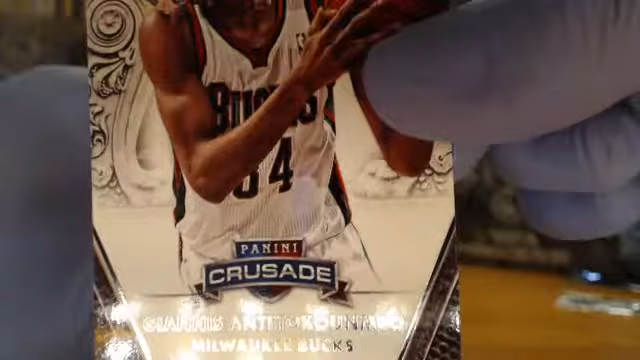 BUCKS
34
PANINI
CRUSADE
GIANNIS ANTETOKOUNMPO
MILWAUKEE BUCKS